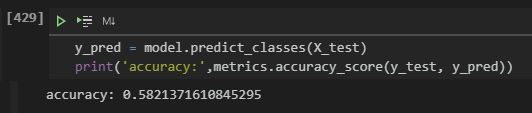 [429]
M↓
y_pred = model.predict_classes(X_test)
print('accuracy:',metrics.accuracy_score(y_test, y_pred))
accuracy: 0.5821371610845295